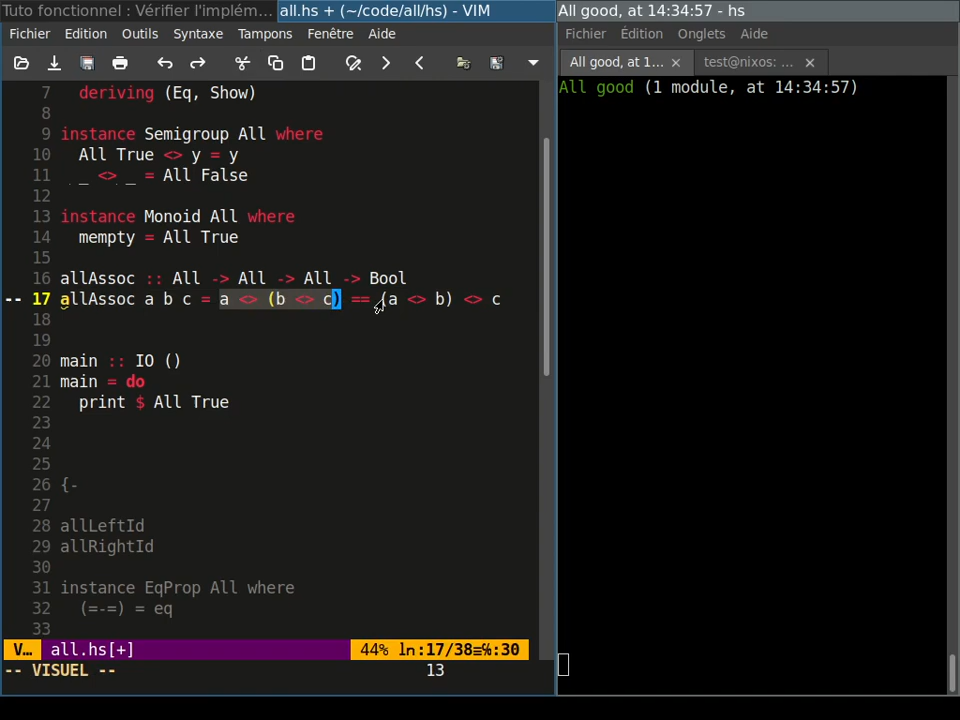 Tuto fonctionnel : Vérifier l'implém… all.hs + (~/code/all/hs) - VIM
Fichier Edition Outils Syntaxe Tampons Fenêtre Aide
7 deriving (Eq, Show)
8
9 instance Semigroup All where
10 All True <> y = y
11 _ <> _ = All False
12
13 instance Monoid All where
14 mempty = All True
15
16 allAssoc :: All -> All -> All -> Bool
-- 17 allAssoc a b c = a <> (b <> c) == (a <> b) <> c
18
19
20 main :: IO ()
21 main = do
22 print $ All True
23
24
25
26 {-
27
28 allLeftId
29 allRightId
30
31 instance EqProp All where
32 (=-=) = eq
33
V… all.hs[+] 44% ln:17/38≡℅:30
-- VISUEL -- 13
All good, at 14:34:57 - hs
Fichier Édition Onglets Aide
All good, at 1… × test@nixos: … ×
All good (1 module, at 14:34:57)